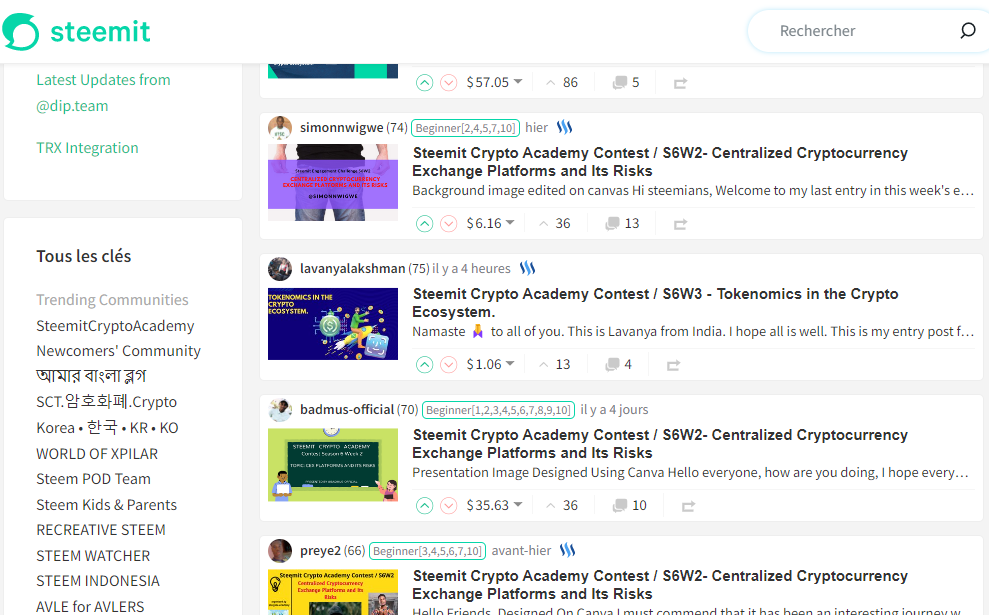 steemit
Rechercher
Latest Updates from
@dip.team
TRX Integration
Tous les clés
Trending Communities
SteemitCryptoAcademy
Newcomers' Community
আমার বাংলা ব্লগ
SCT.암호화폐.Crypto
Korea • 한국 • KR • KO
WORLD OF XPILAR
Steem POD Team
Steem Kids & Parents
RECREATIVE STEEM
STEEM WATCHER
STEEM INDONESIA
AVLE for AVLERS
$ 57.05 86 5
simonnwigwe (74) Beginner[2,4,5,7,10] hier
Steemit Engagement Challenge S6W2
CENTRALIZED CRYPTOCURRENCY
EXCHANGE PLATFORMS AND ITS RISKS
@SIMONNWIGWE
Steemit Crypto Academy Contest / S6W2- Centralized Cryptocurrency
Exchange Platforms and Its Risks
Background image edited on canvas Hi steemians, Welcome to my last entry in this week's e…
$ 6.16 36 13
lavanyalakshman (75) il y a 4 heures
TOKENOMICS IN THE
CRYPTO
ECOSYSTEM.
Steemit Crypto Academy Contest / S6W3 - Tokenomics in the Crypto
Ecosystem.
Namaste 🙏 to all of you. This is Lavanya from India. I hope all is well. This is my entry post f…
$ 1.06 13 4
badmus-official (70) Beginner[1,2,3,4,5,6,7,8,9,10] il y a 4 jours
STEEMIT CRYPTO ACADEMY
Contest Season 6 Week 2
TOPIC: CEX PLATFORMS AND ITS RISKS
Steemit Crypto Academy Contest / S6W2- Centralized Cryptocurrency
Exchange Platforms and Its Risks
Presentation Image Designed Using Canva Hello everyone, how are you doing, I hope every…
$ 35.63 36 10
preye2 (66) Beginner[3,4,5,6,7,10] avant-hier
Steemit Crypto Academy Contest / S6W2
Centralized Cryptocurrency
Exchange Platforms and Its
Risks
Steemit Crypto Academy Contest / S6W2- Centralized Cryptocurrency
Exchange Platforms and Its Risks
Hello Friends, Designed On Canva I must commend that it has been an interesting journey w